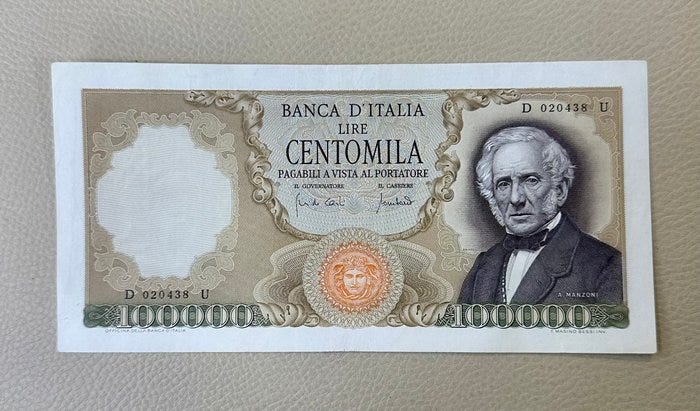 BANCA D'ITALIA
D 020438 U
LIRE
CENTOMILA
PAGABILI A VISTA AL PORTATORE
IL GOVERNATORE IL CASSIERE
D 020438 U
A. MANZONI
100000 100000
OFFICINA DELLA BANCA D'ITALIA
F. MASINO BESSI INV.